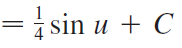 = 1/4 sin u + C